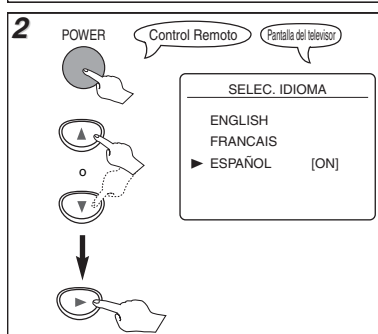 2
POWER
Control Remoto
Pantalla del televisor
SELEC. IDIOMA
ENGLISH
FRANCAIS
▶ ESPAÑOL [ON]
▲
o
▼
▶